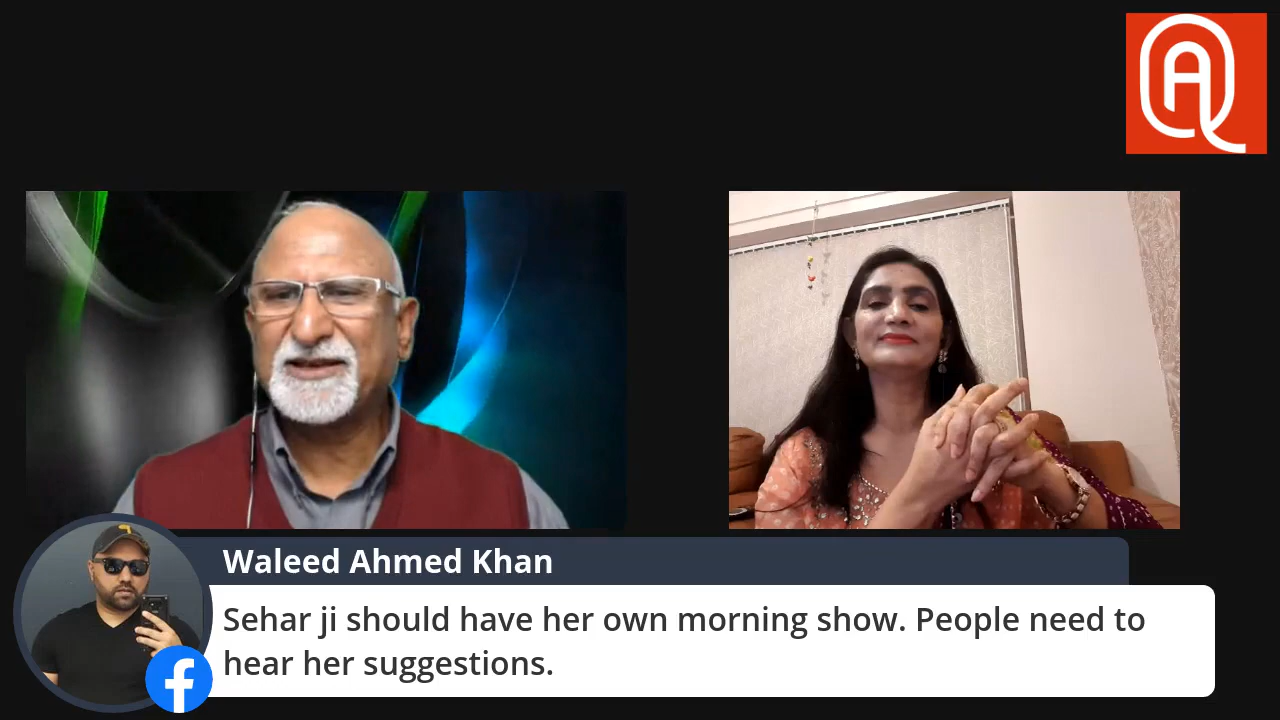 Waleed Ahmed Khan
Sehar ji should have her own morning show. People need to
hear her suggestions.